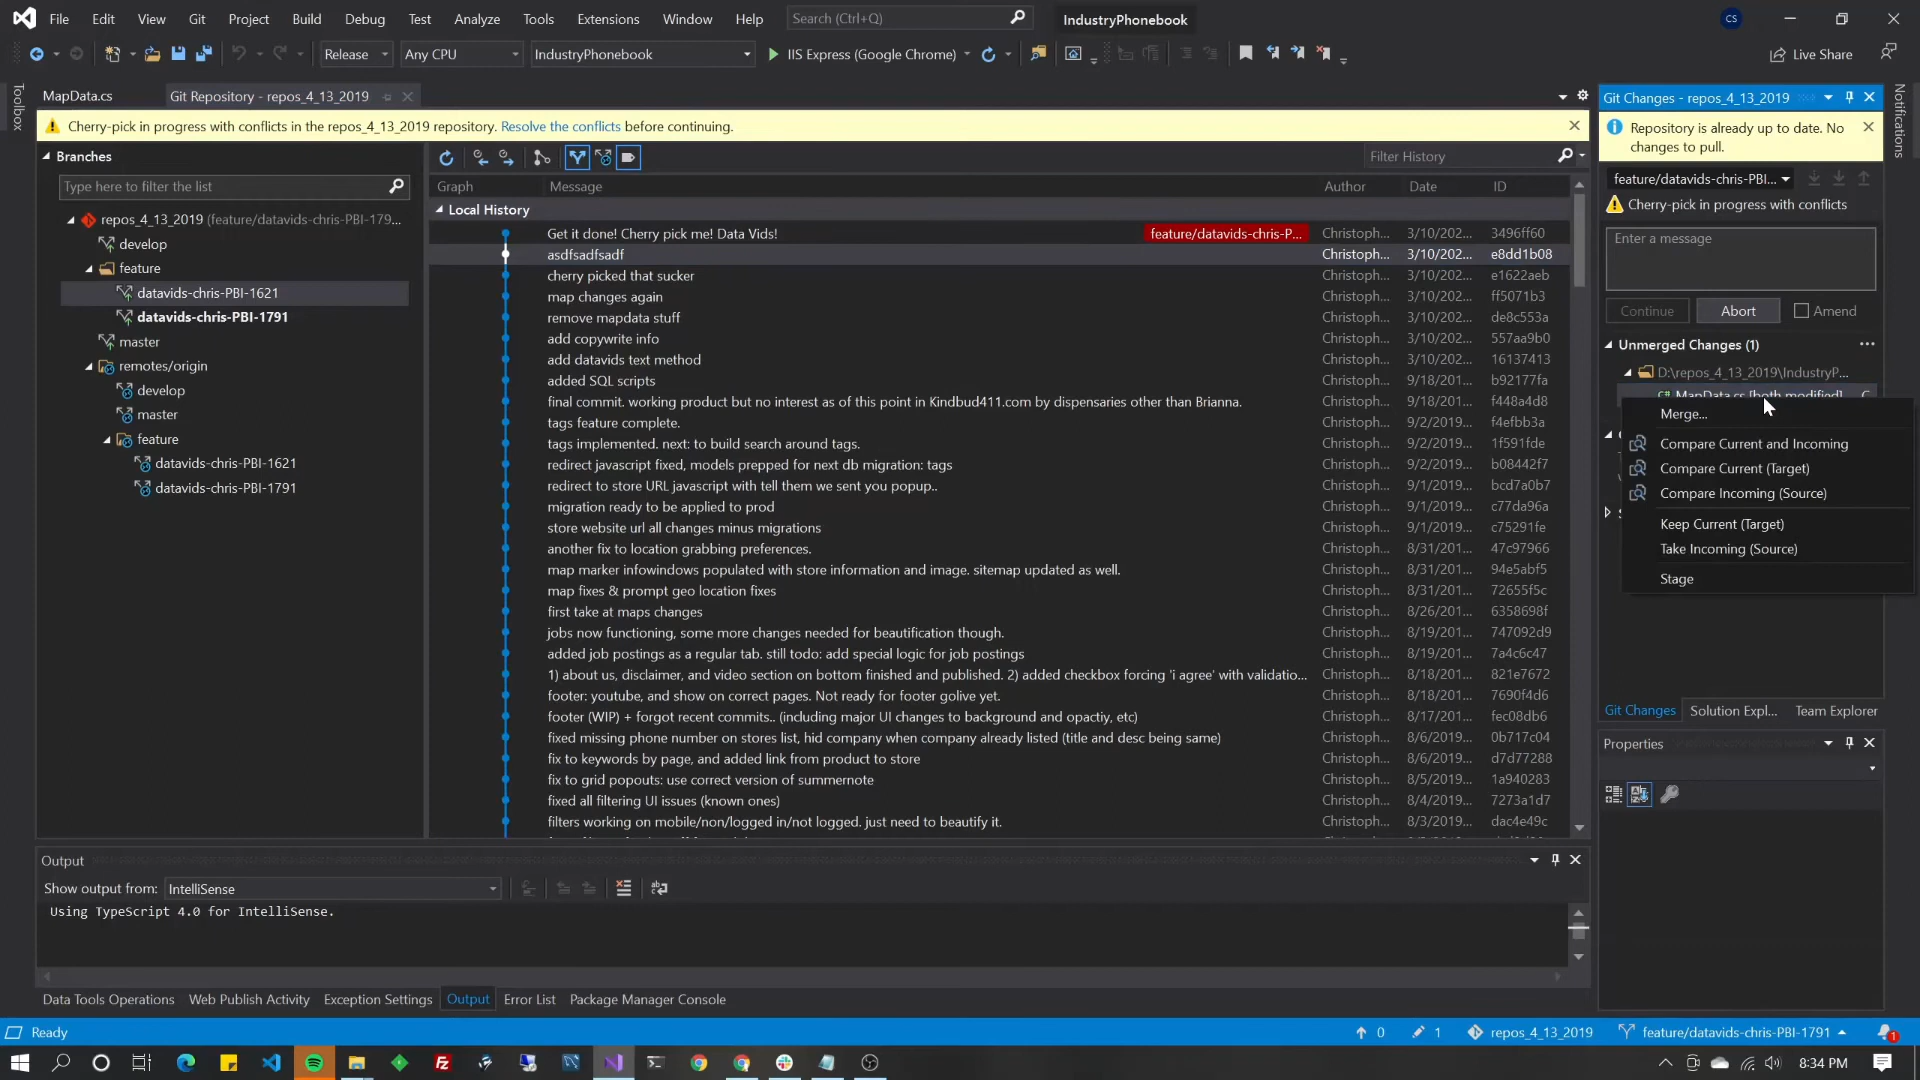 File Edit View Git Project Build Debug Test Analyze Tools Extensions Window Help Search (Ctrl+Q) IndustryPhonebook CS
Release Any CPU IndustryPhonebook IIS Express (Google Chrome) Live Share
Toolbox
MapData.cs Git Repository - repos_4_13_2019
Cherry-pick in progress with conflicts in the repos_4_13_2019 repository. Resolve the conflicts before continuing.
Branches
Type here to filter the list
repos_4_13_2019 (feature/datavids-chris-PBI-179...
develop
feature
datavids-chris-PBI-1621
datavids-chris-PBI-1791
master
remotes/origin
develop
master
feature
datavids-chris-PBI-1621
datavids-chris-PBI-1791
Filter History
Graph Message Author Date ID
Local History
Get it done! Cherry pick me! Data Vids! feature/datavids-chris-P... Christoph... 3/10/202... 3496ff60
asdfsadfsadf Christoph... 3/10/202... e8dd1b08
cherry picked that sucker Christoph... 3/10/202... e1622aeb
map changes again Christoph... 3/10/202... ff5071b3
remove mapdata stuff Christoph... 3/10/202... de8c553a
add copywrite info Christoph... 3/10/202... 557aa9b0
add datavids text method Christoph... 3/10/202... 16137413
added SQL scripts Christoph... 9/18/201... b92177fa
final commit. working product but no interest as of this point in Kindbud411.com by dispensaries other than Brianna. Christoph... 9/18/201... f448a4d8
tags feature complete. Christoph... 9/2/2019... f4efbb3a
tags implemented. next: to build search around tags. Christoph... 9/2/2019... 1f591fde
redirect javascript fixed, models prepped for next db migration: tags Christoph... 9/2/2019... b08442f7
redirect to store URL javascript with tell them we sent you popup.. Christoph... 9/1/2019... bcd7a0b7
migration ready to be applied to prod Christoph... 9/1/2019... c77da96a
store website url all changes minus migrations Christoph... 9/1/2019... c75291fe
another fix to location grabbing preferences. Christoph... 8/31/201... 47c97966
map marker infowindows populated with store information and image. sitemap updated as well. Christoph... 8/31/201... 94e5abf5
map fixes & prompt geo location fixes Christoph... 8/31/201... 72655f5c
first take at maps changes Christoph... 8/26/201... 6358698f
jobs now functioning, some more changes needed for beautification though. Christoph... 8/19/201... 747092d9
added job postings as a regular tab. still todo: add special logic for job postings Christoph... 8/19/201... 7a4c6c47
1) about us, disclaimer, and video section on bottom finished and published. 2) added checkbox forcing 'i agree' with validatio... Christoph... 8/18/201... 821e7672
footer: youtube, and show on correct pages. Not ready for footer golive yet. Christoph... 8/18/201... 7690f4d6
footer (WIP) + forgot recent commits.. (including major UI changes to background and opactiy, etc) Christoph... 8/17/201... fec08db6
fixed missing phone number on stores list, hid company when company already listed (title and desc being same) Christoph... 8/6/2019... 0b717c04
fix to keywords by page, and added link from product to store Christoph... 8/6/2019... d7d77288
fix to grid popouts: use correct version of summernote Christoph... 8/5/2019... 1a940283
fixed all filtering UI issues (known ones) Christoph... 8/4/2019... 7273a1d7
filters working on mobile/non/logged in/not logged. just need to beautify it. Christoph... 8/3/2019... dac4e49c
Git Changes - repos_4_13_2019
Repository is already up to date. No
changes to pull.
feature/datavids-chris-PBI...
Cherry-pick in progress with conflicts
Enter a message
Continue Abort Amend
Unmerged Changes (1)
D:\repos_4_13_2019\IndustryP...
MapData.cs [both modified]
Merge...
Compare Current and Incoming
Compare Current (Target)
Compare Incoming (Source)
Keep Current (Target)
Take Incoming (Source)
Stage
Git Changes Solution Expl... Team Explorer
Properties
Notifications
Output
Show output from: IntelliSense
Using TypeScript 4.0 for IntelliSense.
Data Tools Operations Web Publish Activity Exception Settings Output Error List Package Manager Console
Ready 0 1 repos_4_13_2019 feature/datavids-chris-PBI-1791 1
8:34 PM